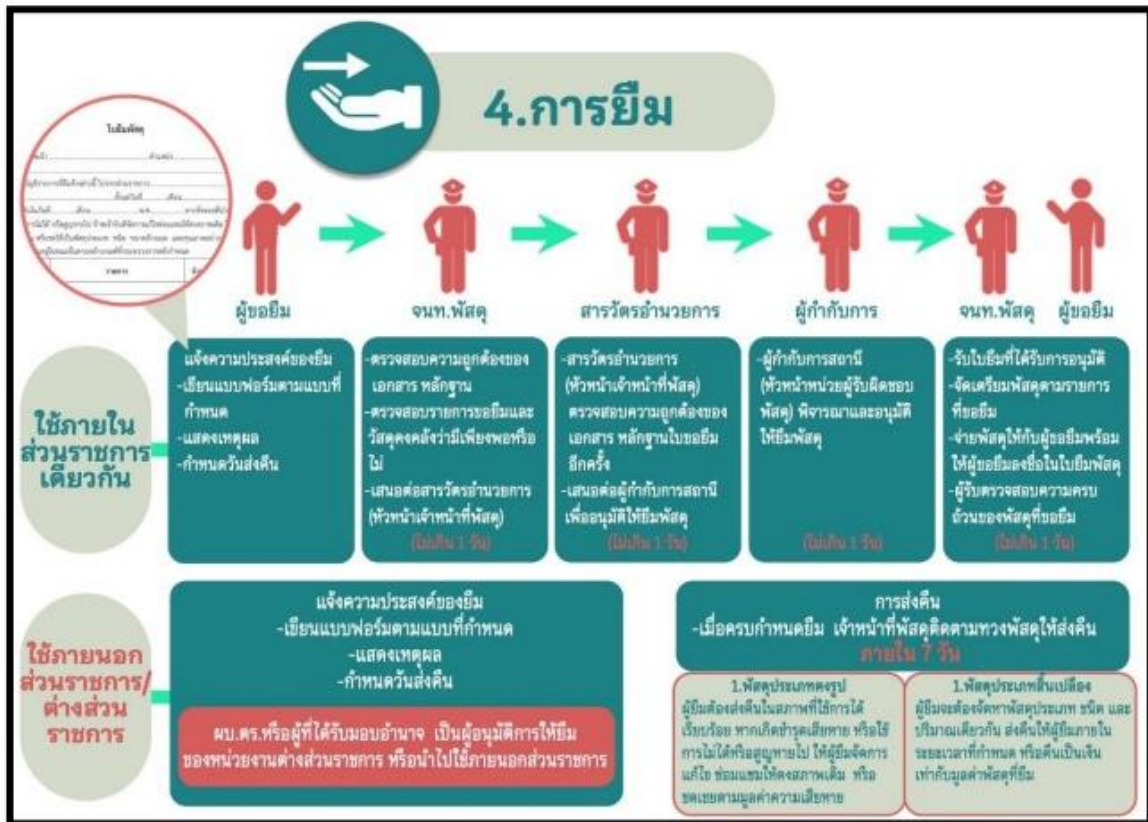 4.การยืม
ใบยืมพัสดุ
รายการ
ผู้ขอยืม
จนท.พัสดุ
สารวัตรอำนวยการ
ผู้กำกับการ
จนท.พัสดุ
ผู้ขอยืม
ใช้ภายใน
ส่วนราชการ
เดียวกัน
แจ้งความประสงค์ของยืม
-เขียนแบบฟอร์มตามแบบที่
กำหนด
-แสดงเหตุผล
-กำหนดวันส่งคืน
-ตรวจสอบความถูกต้องของ
เอกสาร หลักฐาน
-ตรวจสอบรายการขอยืมและ
วัสดุคงคลังว่ามีเพียงพอหรือ
ไม่
-เสนอต่อสารวัตรอำนวยการ
(หัวหน้าเจ้าหน้าที่พัสดุ)
(ไม่เกิน 1 วัน)
-สารวัตรอำนวยการ
(หัวหน้าเจ้าหน้าที่พัสดุ)
ตรวจสอบความถูกต้องของ
เอกสาร หลักฐานใบขอยืม
อีกครั้ง
-เสนอต่อผู้กำกับการสถานี
เพื่ออนุมัติให้ยืมพัสดุ
(ไม่เกิน 1 วัน)
-ผู้กำกับการสถานี
(หัวหน้าหน่วยผู้รับผิดชอบ
พัสดุ) พิจารณาและอนุมัติ
ให้ยืมพัสดุ
(ไม่เกิน 1 วัน)
-รับใบยืมที่ได้รับการอนุมัติ
-จัดเตรียมพัสดุตามรายการ
ที่ขอยืม
-จ่ายพัสดุให้กับผู้ขอยืมพร้อม
ให้ผู้ขอยืมลงชื่อในใบยืมพัสดุ
-ผู้รับตรวจสอบความครบ
ถ้วนของพัสดุที่ขอยืม
(ไม่เกิน 1 วัน)
ใช้ภายนอก
ส่วนราชการ/
ต่างส่วน
ราชการ
แจ้งความประสงค์ของยืม
-เขียนแบบฟอร์มตามแบบที่กำหนด
-แสดงเหตุผล
-กำหนดวันส่งคืน
ผบ.ตร.หรือผู้ที่ได้รับมอบอำนาจ เป็นผู้อนุมัติการให้ยืม
ของหน่วยงานต่างส่วนราชการ หรือนำไปใช้ภายนอกส่วนราชการ
การส่งคืน
-เมื่อครบกำหนดยืม เจ้าหน้าที่พัสดุติดตามทวงพัสดุให้ส่งคืน
ภายใน 7 วัน
1.พัสดุประเภทคงรูป
ผู้ยืมต้องส่งคืนในสภาพที่ใช้การได้
เรียบร้อย หากเกิดชำรุดเสียหาย หรือใช้
การไม่ได้หรือสูญหายไป ให้ผู้ยืมจัดการ
แก้ไข ซ่อมแซมให้คงสภาพเดิม หรือ
ชดเชยตามมูลค่าความเสียหาย
1.พัสดุประเภทสิ้นเปลือง
ผู้ยืมจะต้องจัดหาพัสดุประเภท ชนิด และ
ปริมาณเดียวกัน ส่งคืนให้ผู้ยืมภายใน
ระยะเวลาที่กำหนด หรือคืนเป็นเงิน
เท่ากับมูลค่าพัสดุที่ยืม